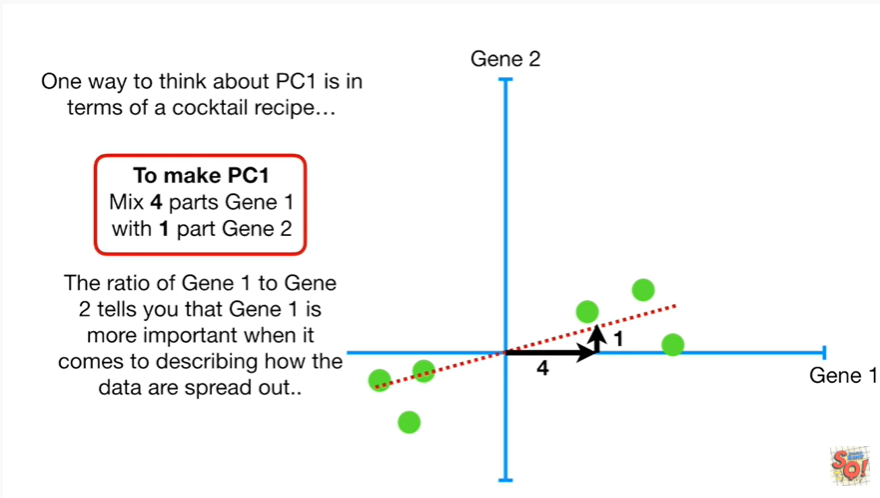 Gene 2
One way to think about PC1 is in
terms of a cocktail recipe…
To make PC1
Mix 4 parts Gene 1
with 1 part Gene 2
The ratio of Gene 1 to Gene
2 tells you that Gene 1 is
more important when it
comes to describing how the
data are spread out..
1
4
Gene 1
SQ!